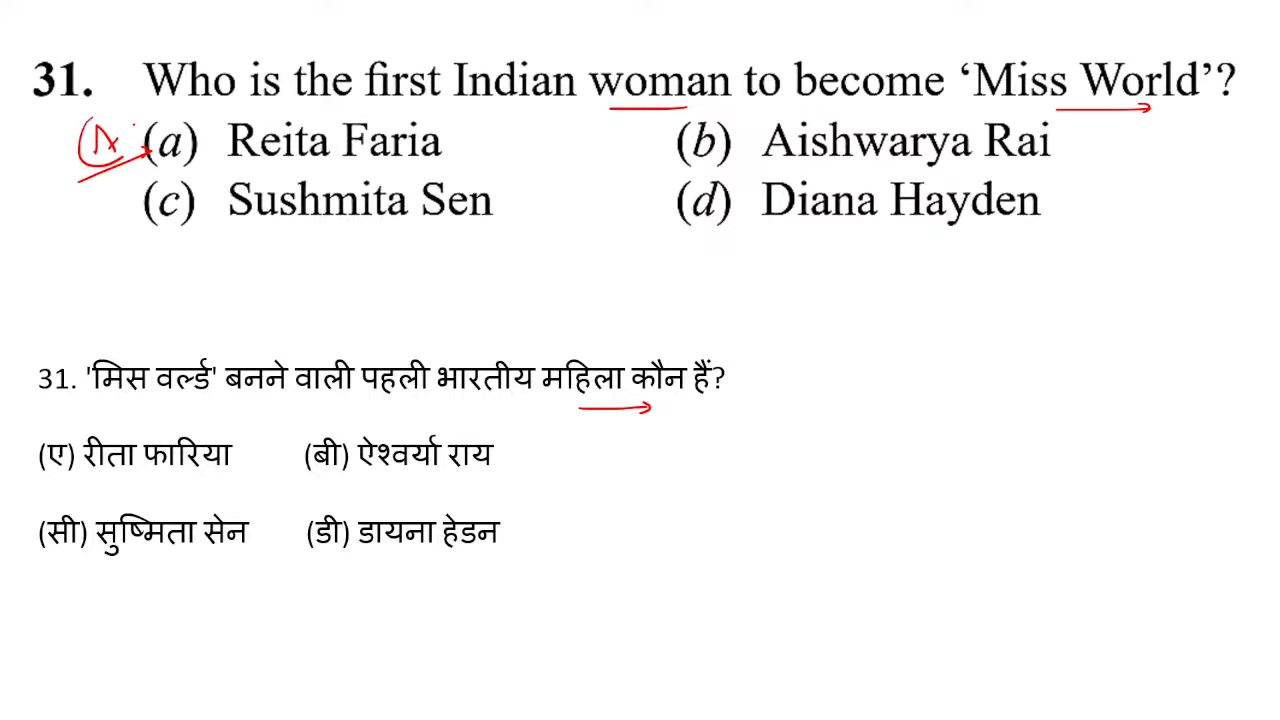 31. Who is the first Indian woman to become ‘Miss World’?
A (a) Reita Faria (b) Aishwarya Rai
(c) Sushmita Sen (d) Diana Hayden
31. 'मिस वर्ल्ड' बनने वाली पहली भारतीय महिला कौन हैं?
(ए) रीता फारिया (बी) ऐश्वर्या राय
(सी) सुष्मिता सेन (डी) डायना हेडन